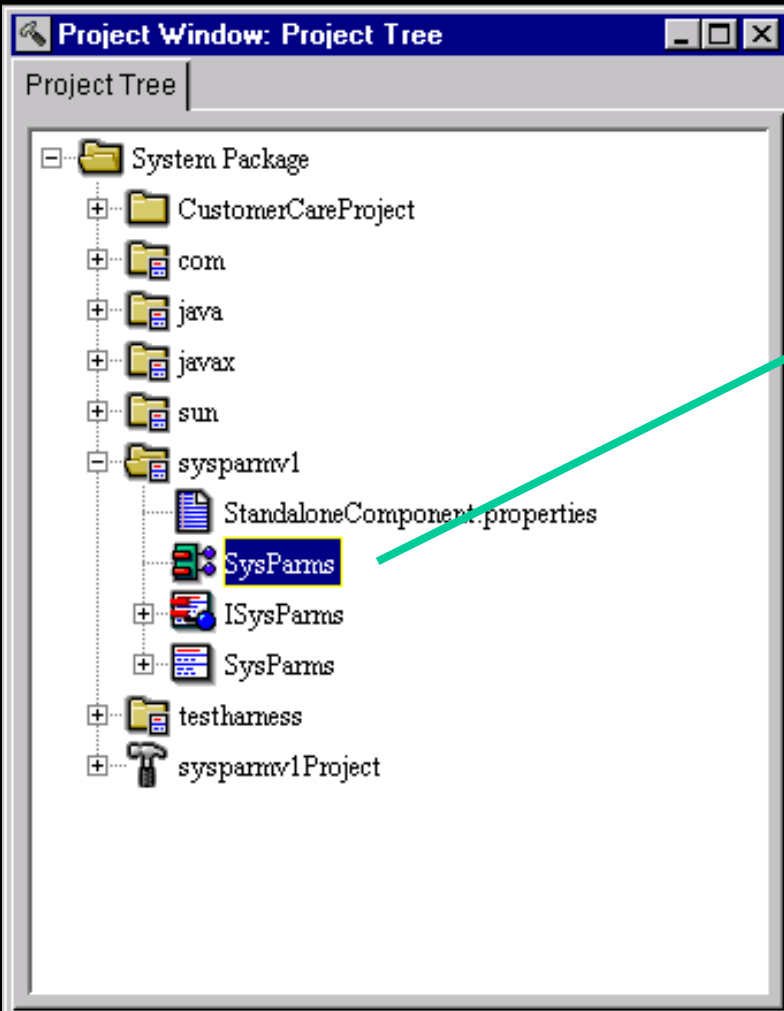 Project Window: Project Tree
Project Tree
System Package
CustomerCareProject
com
java
javax
sun
sysparmv1
StandaloneComponent.properties
SysParms
ISysParms
SysParms
testharness
sysparmv1Project